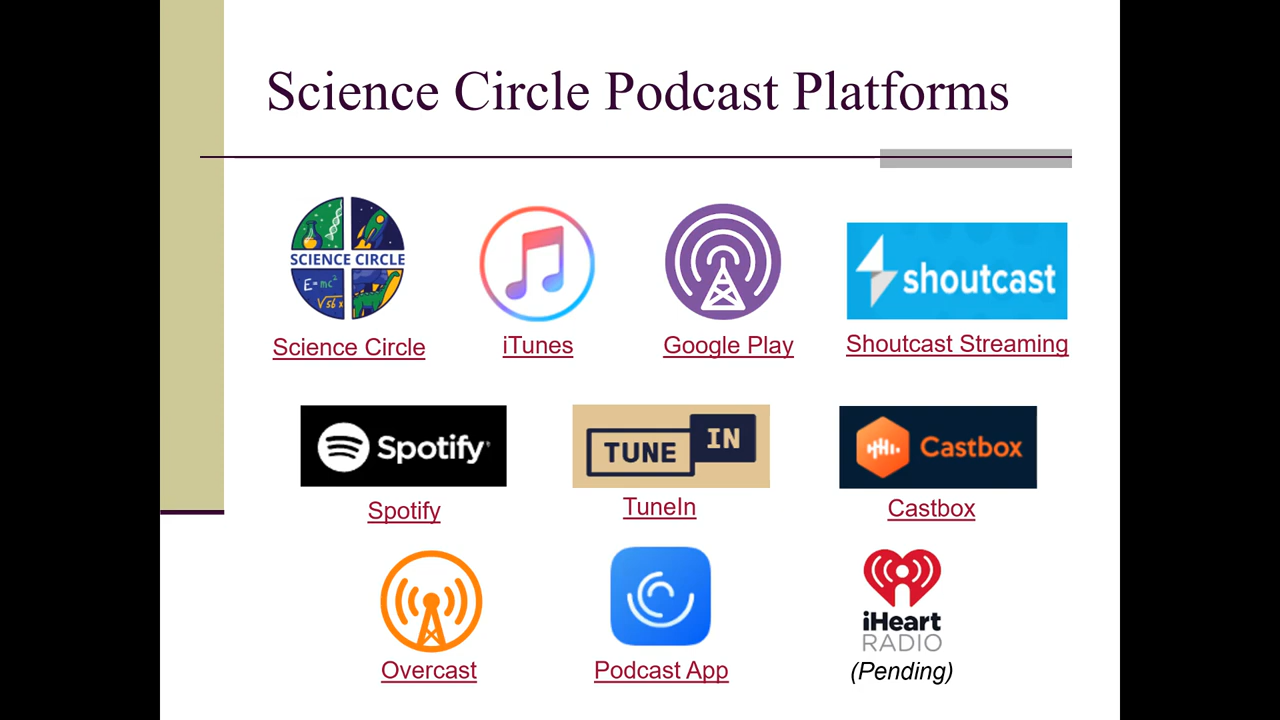 Science Circle Podcast Platforms
SCIENCE CIRCLE
E=mc²
√56 x
shoutcast
Science Circle
iTunes
Google Play
Shoutcast Streaming
Spotify
TUNE IN
Castbox
Spotify
TuneIn
Castbox
iHeart
RADIO
Overcast
Podcast App
(Pending)